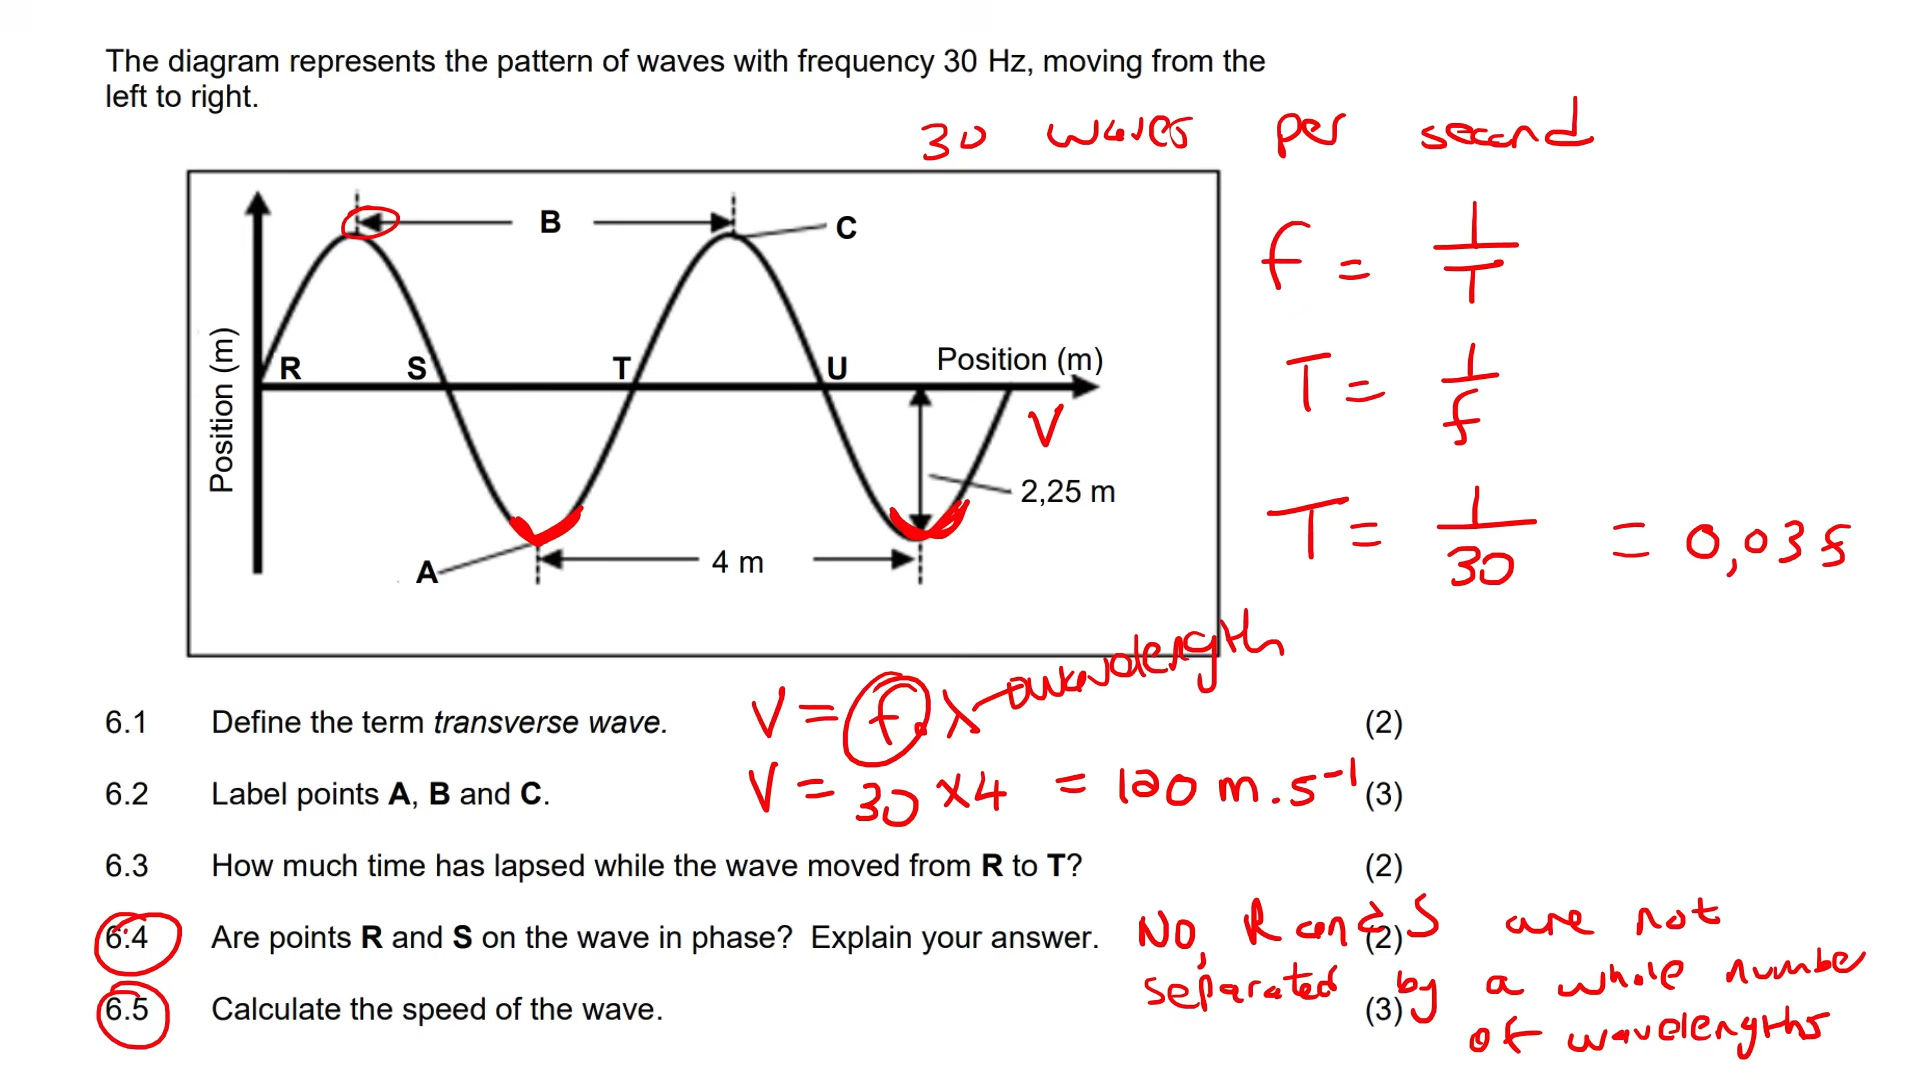 The diagram represents the pattern of waves with frequency 30 Hz, moving from the
left to right.
30 waves per second
B
C
f = 1/T
Position (m)
R
S
T
U
Position (m)
V
T = 1/f
2,25 m
A
4 m
T = 1/30 = 0,03s
V = f.λ wavelength
6.1 Define the term transverse wave. (2)
V = 30 x 4 = 120 m.s⁻¹
6.2 Label points A, B and C. (3)
6.3 How much time has lapsed while the wave moved from R to T? (2)
6.4 Are points R and S on the wave in phase? Explain your answer. (2)
No, R and S are not
separated by a whole number
of wavelengths
6.5 Calculate the speed of the wave. (3)